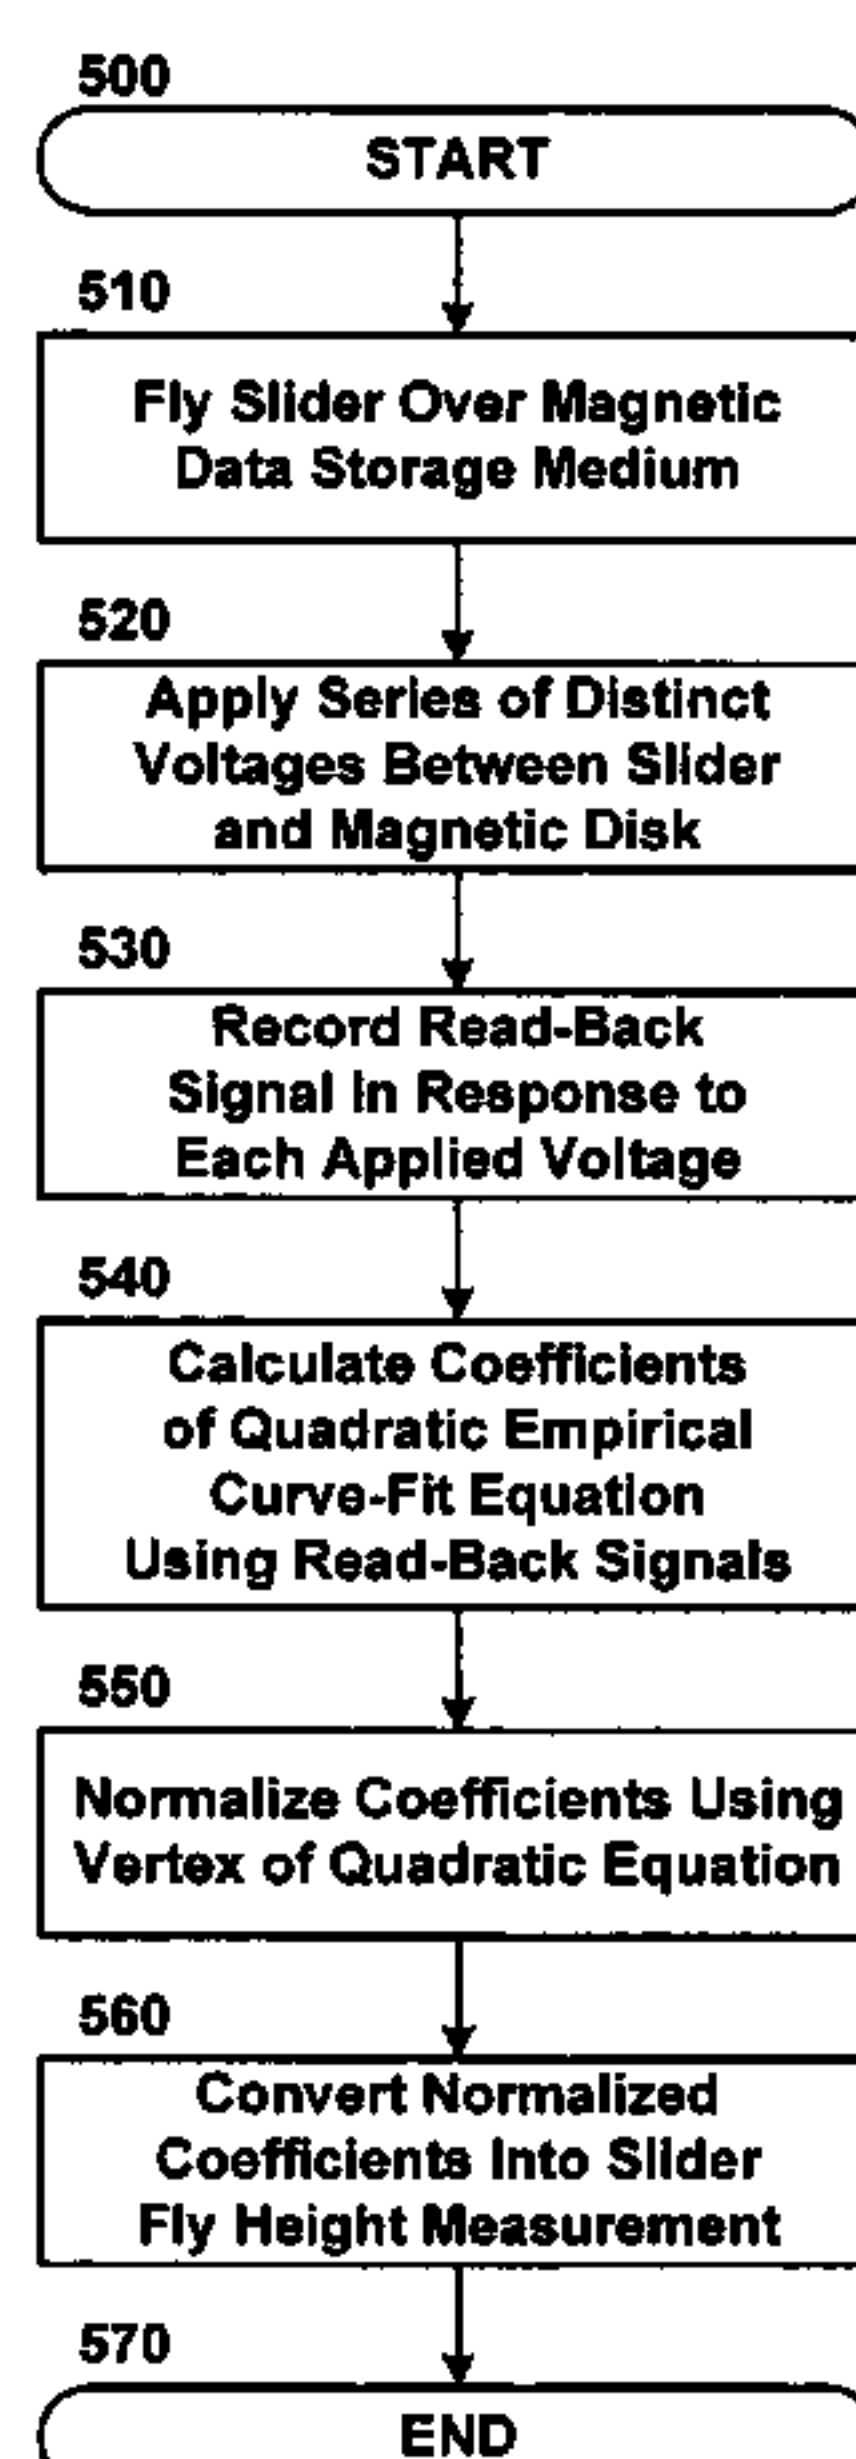 500
START
510
Fly Slider Over Magnetic
Data Storage Medium
520
Apply Series of Distinct
Voltages Between Slider
and Magnetic Disk
530
Record Read-Back
Signal In Response to
Each Applied Voltage
540
Calculate Coefficients
of Quadratic Empirical
Curve-Fit Equation
Using Read-Back Signals
550
Normalize Coefficients Using
Vertex of Quadratic Equation
560
Convert Normalized
Coefficients Into Slider
Fly Height Measurement
570
END